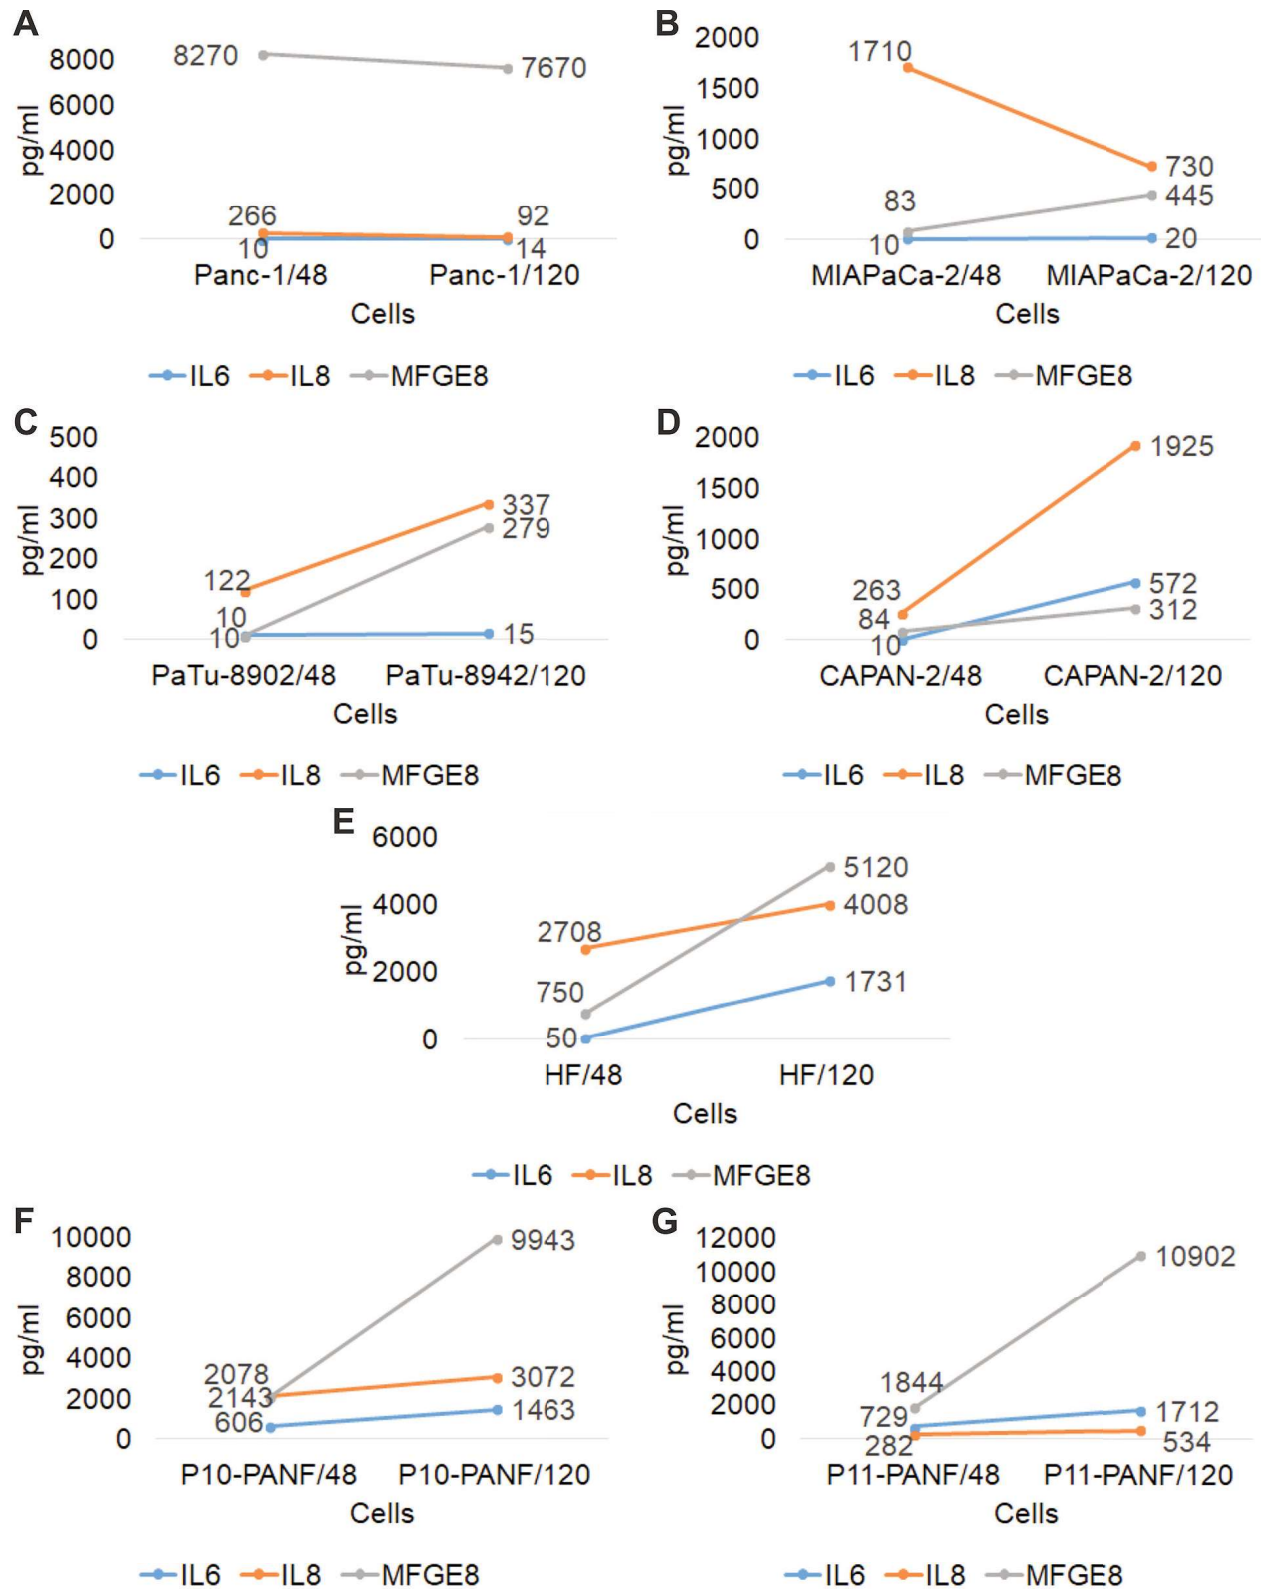 A
8000
6000
4000
2000
0
pg/ml
8270
7670
266
92
10
14
Panc-1/48 Panc-1/120
Cells
IL6 IL8 MFGE8
B
2000
1500
1000
500
0
pg/ml
1710
730
83
445
10
20
MIAPaCa-2/48 MIAPaCa-2/120
Cells
IL6 IL8 MFGE8
C
500
400
300
200
100
0
pg/ml
337
279
122
10
10
15
PaTu-8902/48 PaTu-8942/120
Cells
IL6 IL8 MFGE8
D
2000
1500
1000
500
0
pg/ml
1925
263
572
84
312
10
CAPAN-2/48 CAPAN-2/120
Cells
IL6 IL8 MFGE8
E
6000
4000
2000
0
pg/ml
5120
4008
2708
750
1731
50
HF/48 HF/120
Cells
IL6 IL8 MFGE8
F
10000
8000
6000
4000
2000
0
pg/ml
9943
2078
3072
2143
1463
606
P10-PANF/48 P10-PANF/120
Cells
IL6 IL8 MFGE8
G
12000
10000
8000
6000
4000
2000
0
pg/ml
10902
1844
729
1712
282
534
P11-PANF/48 P11-PANF/120
Cells
IL6 IL8 MFGE8